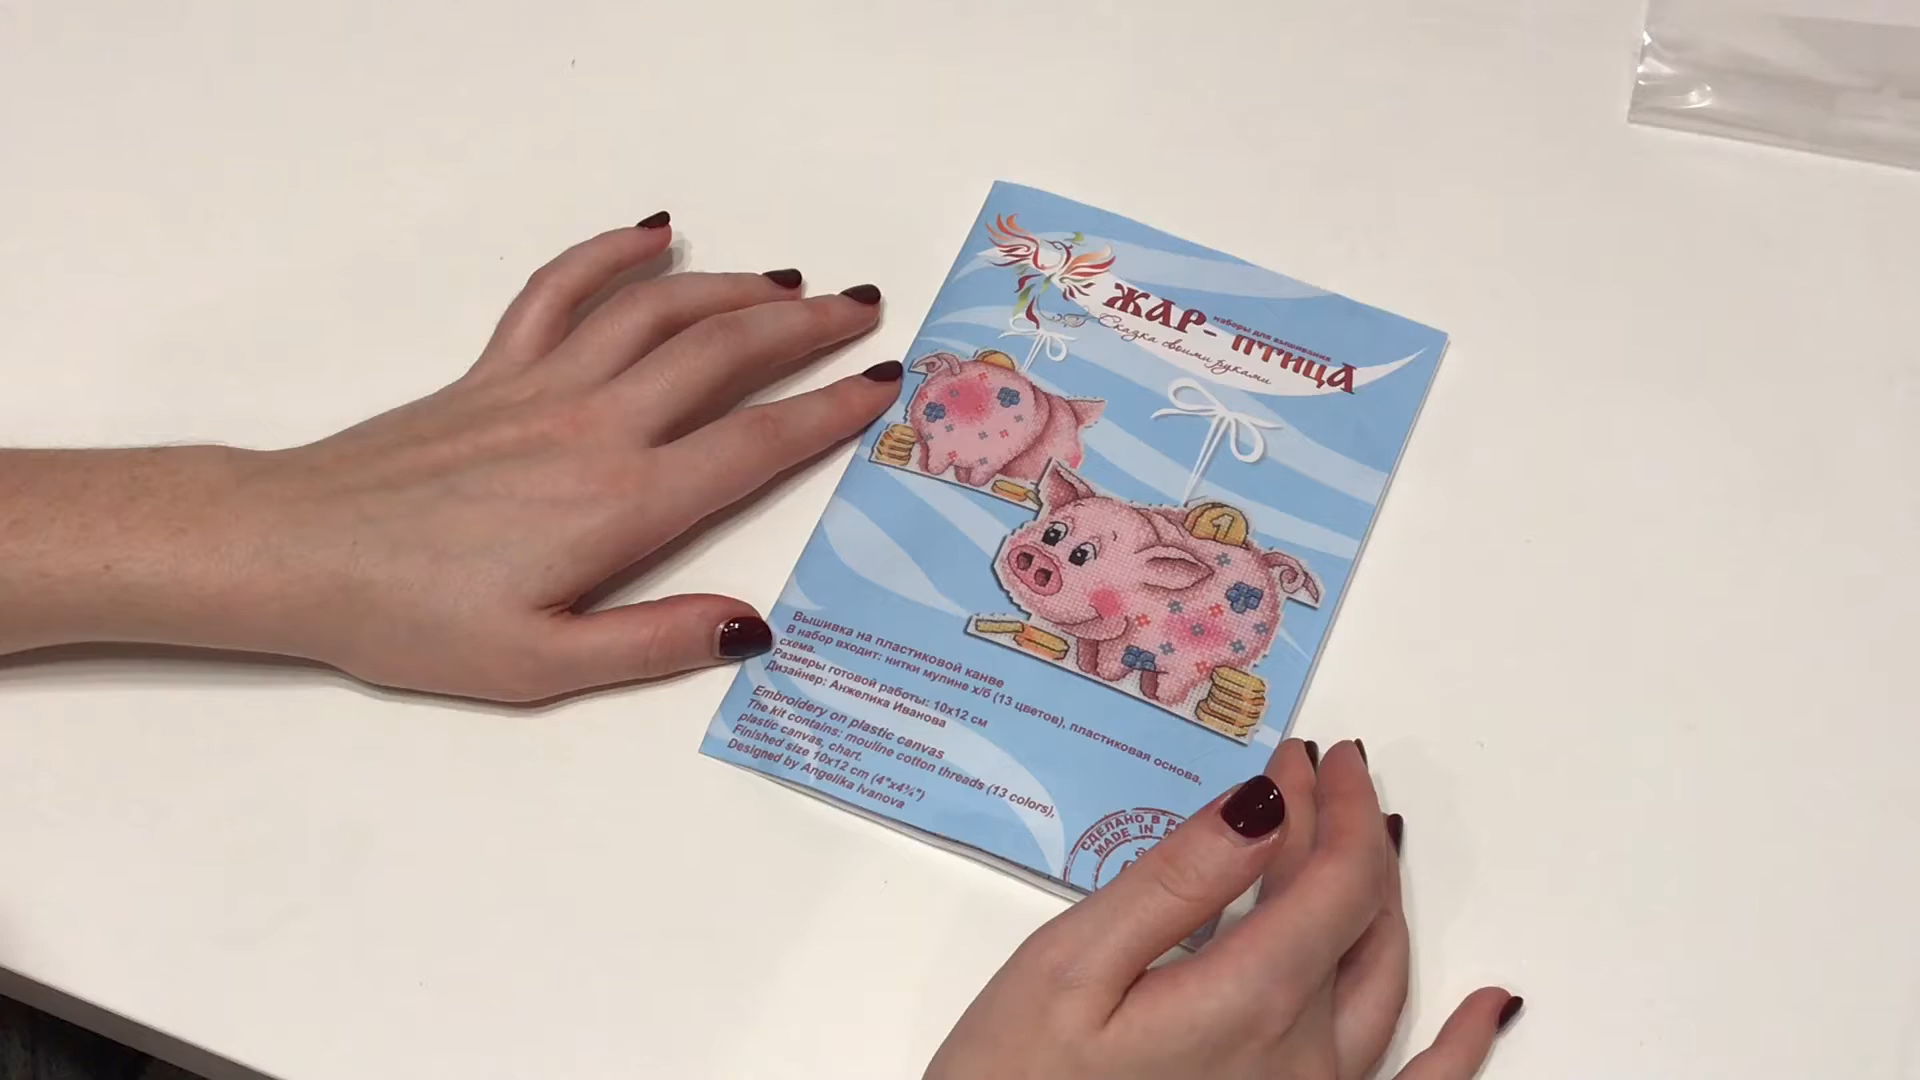 ЖАР-
наборы для вышивания
ПТИЦА
Сказка своими руками
1
Вышивка на пластиковой канве
В набор входит: нитки мулине х/б (13 цветов), пластиковая основа,
схема.
Размеры готовой работы: 10х12 см
Дизайнер: Анжелика Иванова
Embroidery on plastic canvas
The kit contains: mouline cotton threads (13 colors),
plastic canvas, chart.
Finished size 10x12 cm (4"x4¾")
Designed by Angelika Ivanova
СДЕЛАНО В
MADE IN